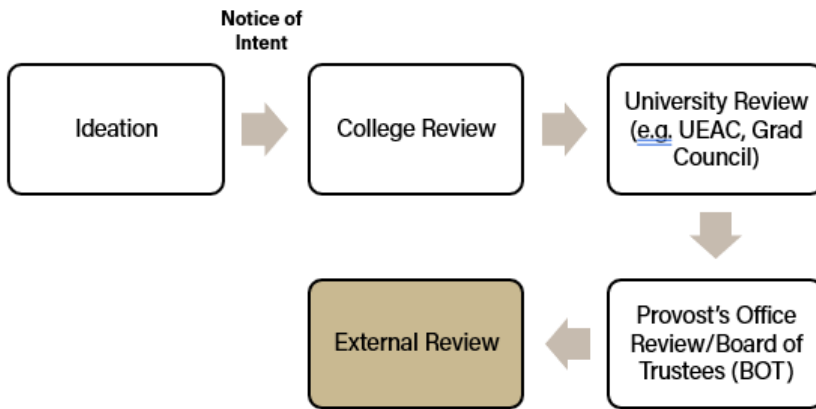 Notice of
Intent
Ideation
College Review
University Review
(e.g. UEAC, Grad
Council)
Provost's Office
Review/Board of
Trustees (BOT)
External Review